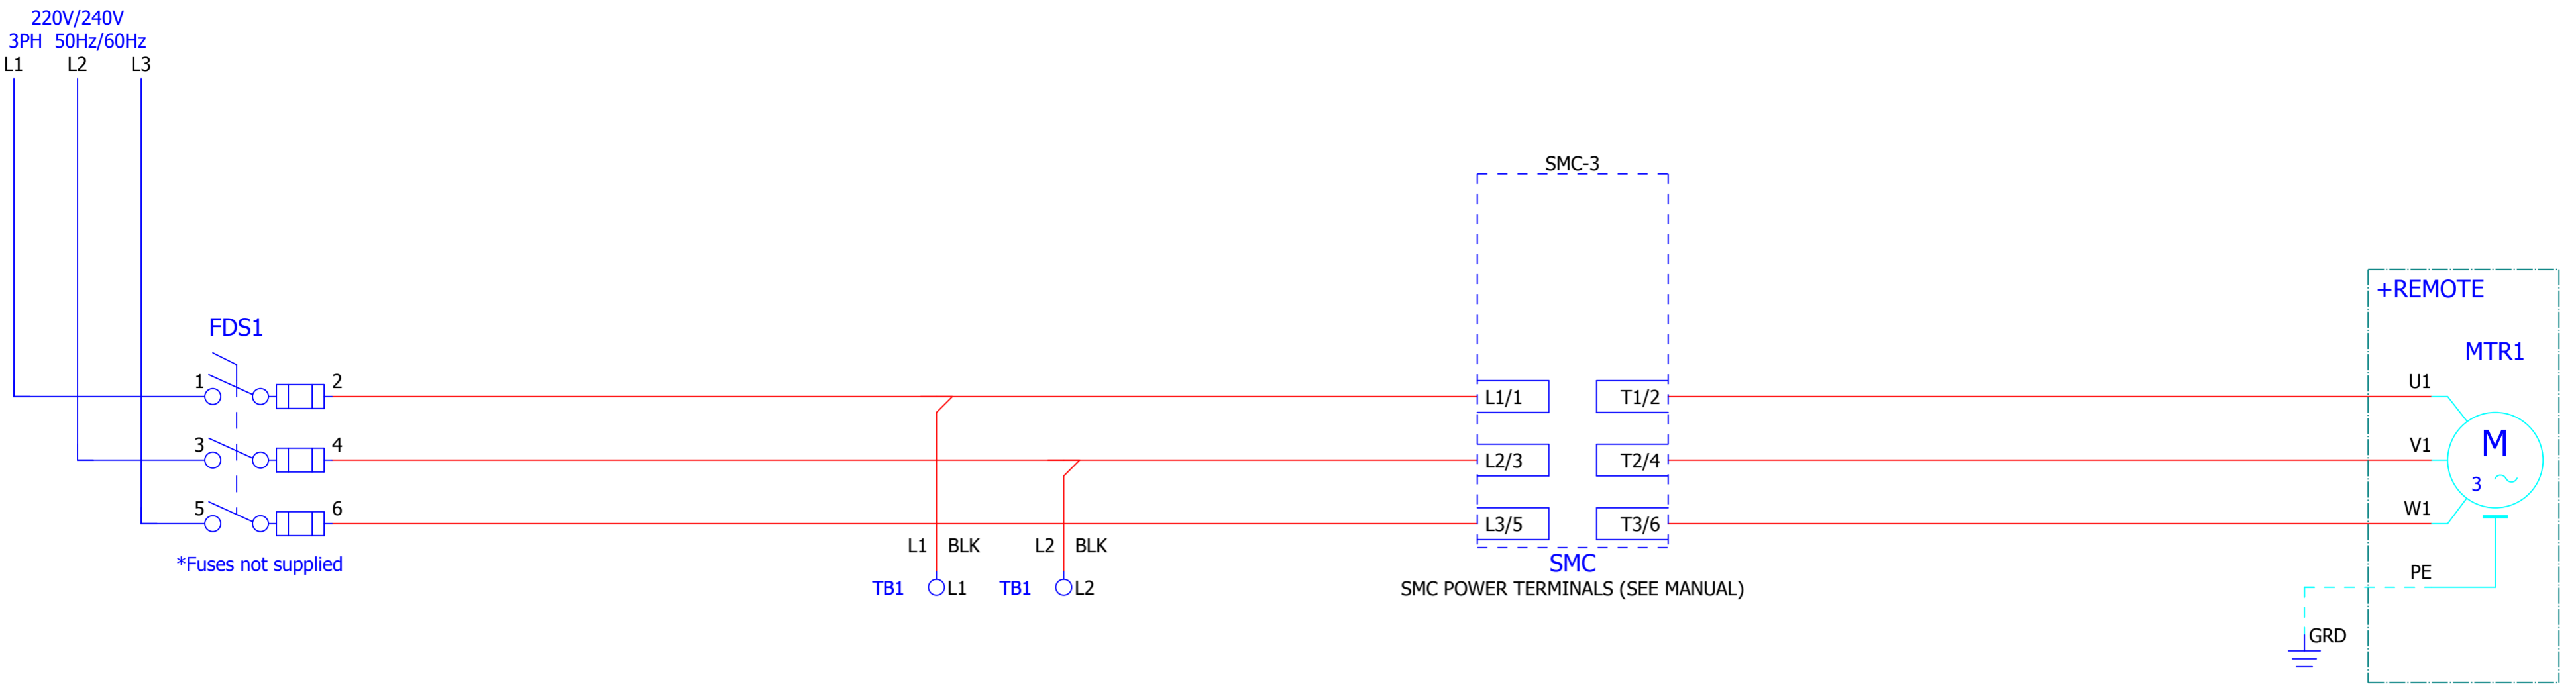 220V/240V
3PH 50Hz/60Hz
L1 L2 L3
SMC-3
+REMOTE
FDS1
MTR1
1 2 L1/1 T1/2 U1
3 4 L2/3 T2/4 V1
M
3
5 6 L3/5 T3/6 W1
L1 BLK L2 BLK
*Fuses not supplied
SMC
TB1 L1 TB1 L2
SMC POWER TERMINALS (SEE MANUAL)
PE
GRD